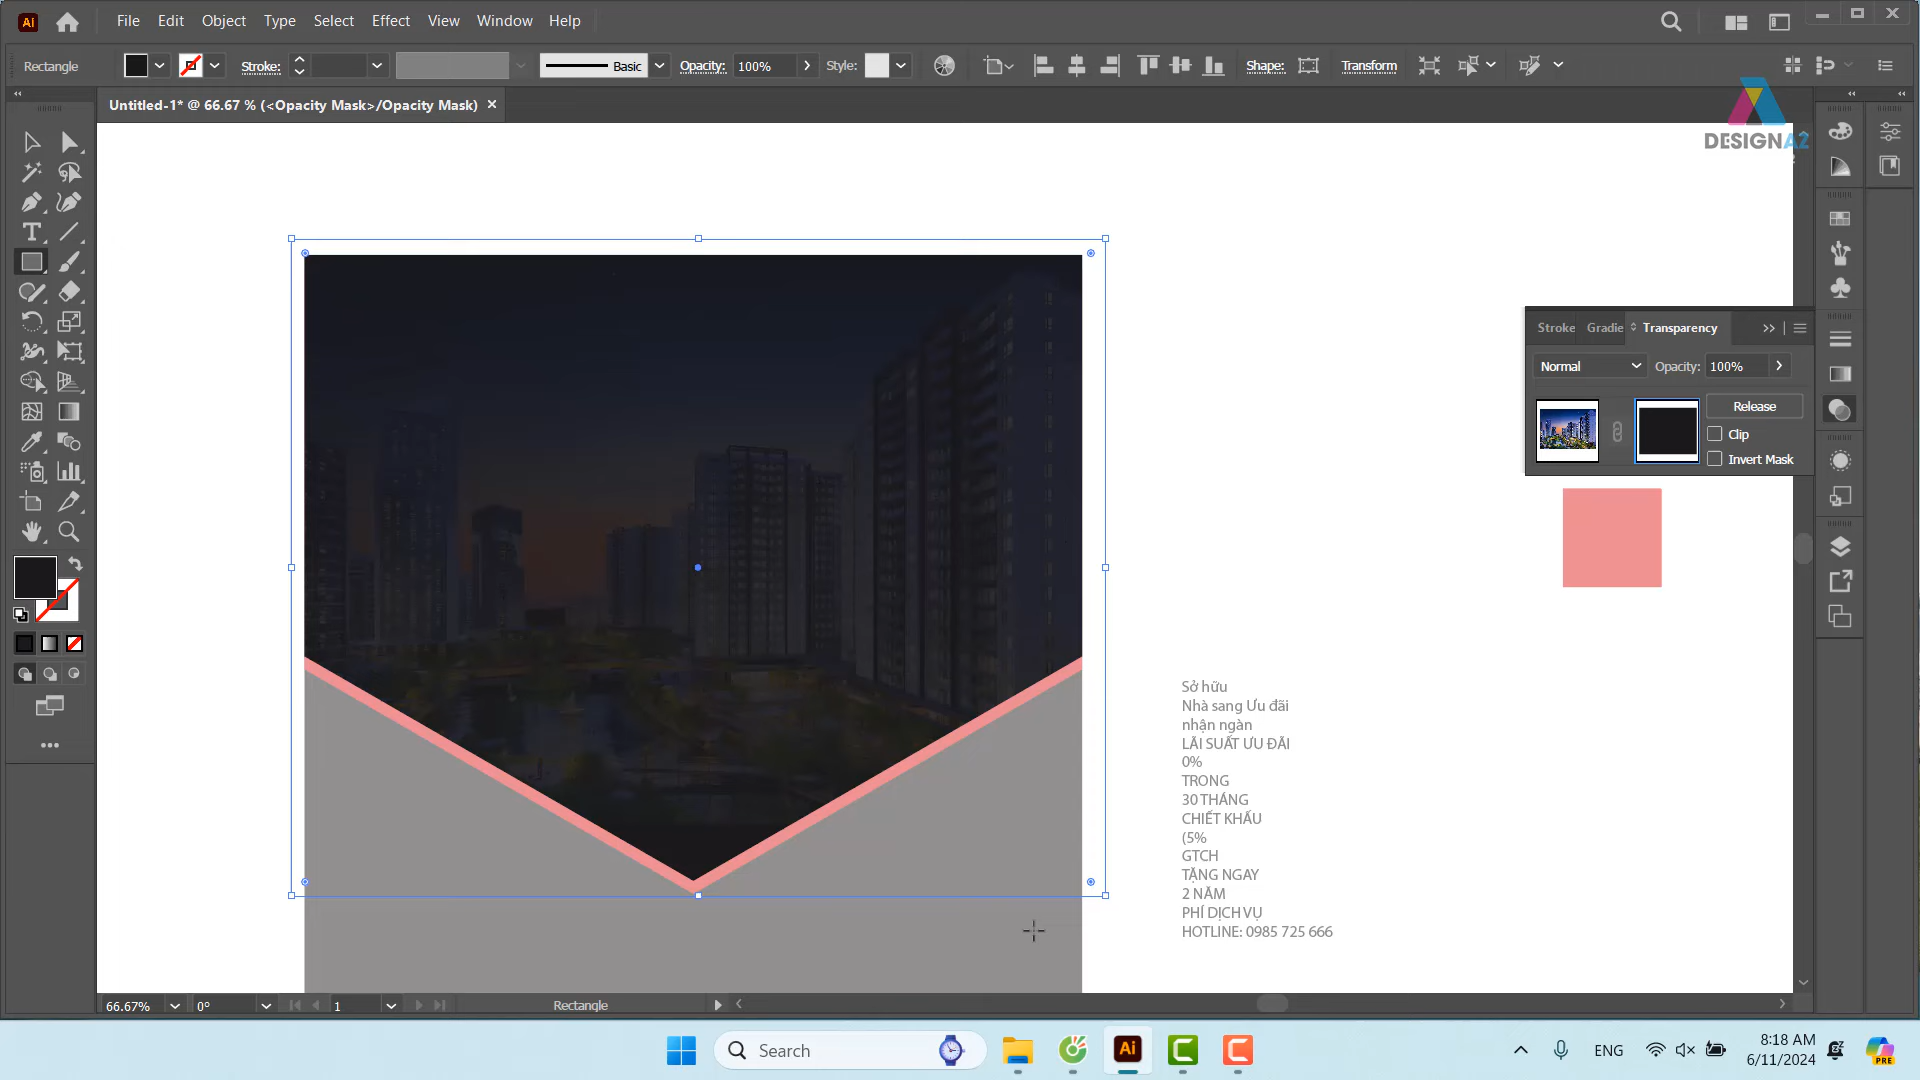 File Edit Object Type Select Effect View Window Help
Rectangle Stroke: Basic Opacity: 100% Style: Shape: Transform
Untitled-1* @ 66.67 % (<Opacity Mask>/Opacity Mask)
DESIGNA2
Stroke Gradie Transparency
Normal Opacity: 100%
Release
Clip
Invert Mask
Sở hữu
Nhà sang Ưu đãi
nhận ngàn
LÃI SUẤT ƯU ĐÃI
0%
TRONG
30 THÁNG
CHIẾT KHẤU
(5%
GTCH
TẶNG NGAY
2 NĂM
PHÍ DỊCH VỤ
HOTLINE: 0985 725 666
66.67% 0° 1 Rectangle
Search Ai ENG 8:18 AM
6/11/2024
PRE